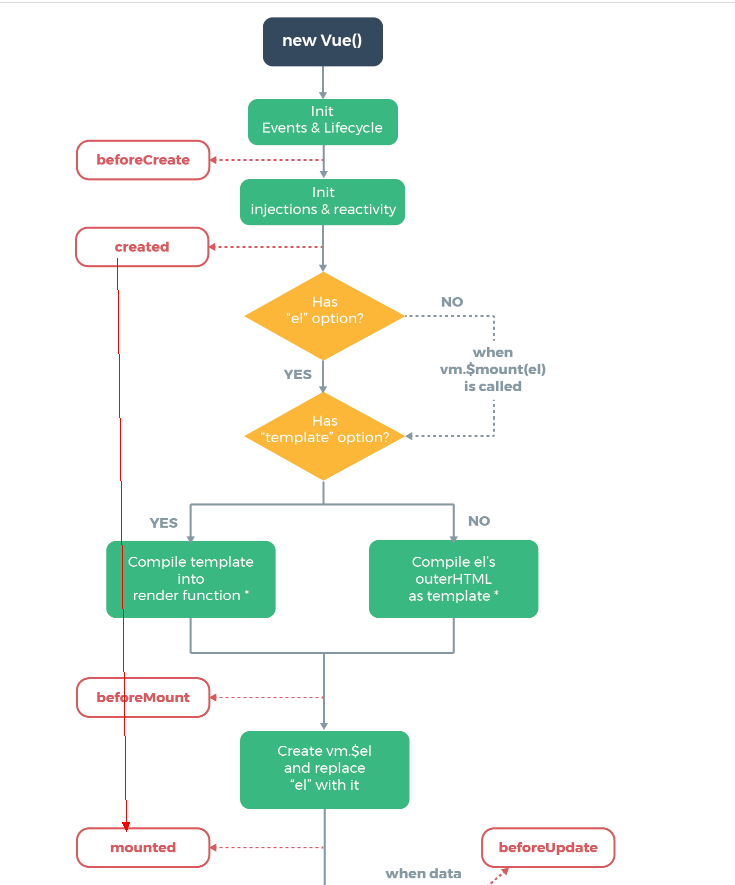 new Vue()
Init
Events & Lifecycle
beforeCreate
Init
injections & reactivity
created
Has
“el” option?
NO
when
vm.$mount(el)
is called
YES
Has
“template” option?
YES
NO
Compile template
into
render function *
Compile el’s
outerHTML
as template *
beforeMount
Create vm.$el
and replace
“el” with it
mounted
beforeUpdate
when data